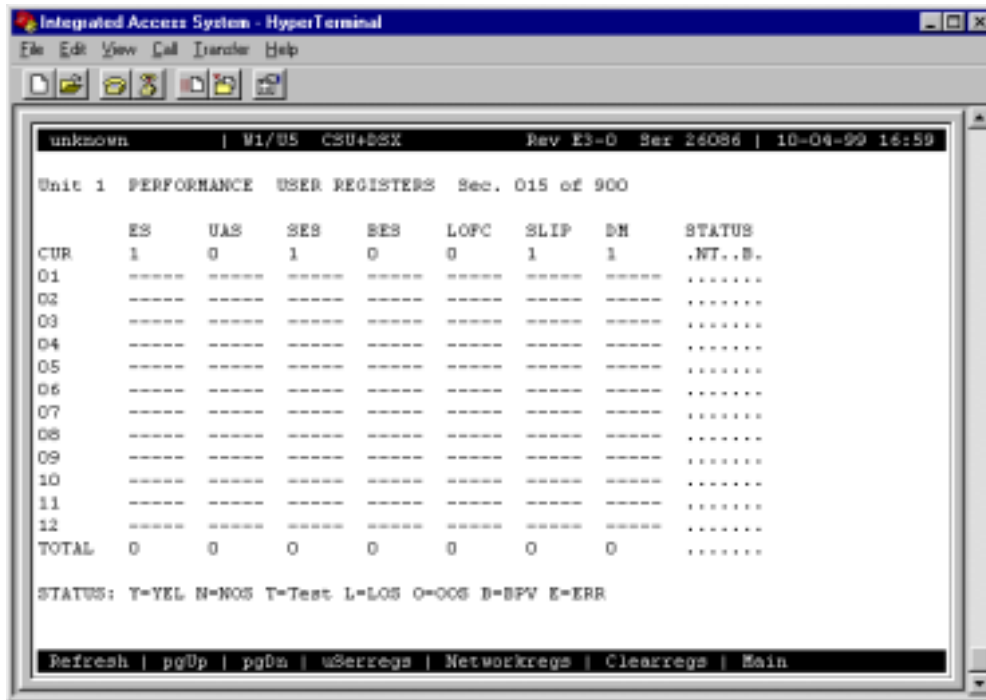 Integrated Access System - HyperTerminal
File Edit View Call Transfer Help
unknown | W1/U5 CSU+DSX Rev E3-0 Ser 26086 | 10-04-99 16:59
Unit 1 PERFORMANCE USER REGISTERS Sec. 015 of 900
ES UAS SES BES LOFC SLIP DM STATUS
CUR 1 0 1 0 0 1 1 .NT..B.
01 ----- ----- ----- ----- ----- ----- ----- .......
02 ----- ----- ----- ----- ----- ----- ----- .......
03 ----- ----- ----- ----- ----- ----- ----- .......
04 ----- ----- ----- ----- ----- ----- ----- .......
05 ----- ----- ----- ----- ----- ----- ----- .......
06 ----- ----- ----- ----- ----- ----- ----- .......
07 ----- ----- ----- ----- ----- ----- ----- .......
08 ----- ----- ----- ----- ----- ----- ----- .......
09 ----- ----- ----- ----- ----- ----- ----- .......
10 ----- ----- ----- ----- ----- ----- ----- .......
11 ----- ----- ----- ----- ----- ----- ----- .......
12 ----- ----- ----- ----- ----- ----- ----- .......
TOTAL 0 0 0 0 0 0 0 .......
STATUS: Y=YEL N=NOS T=Test L=LOS O=OOS B=BPV E=ERR
Refresh | pgUp | pgDn | uSerregs | Networkregs | Clearregs | Main